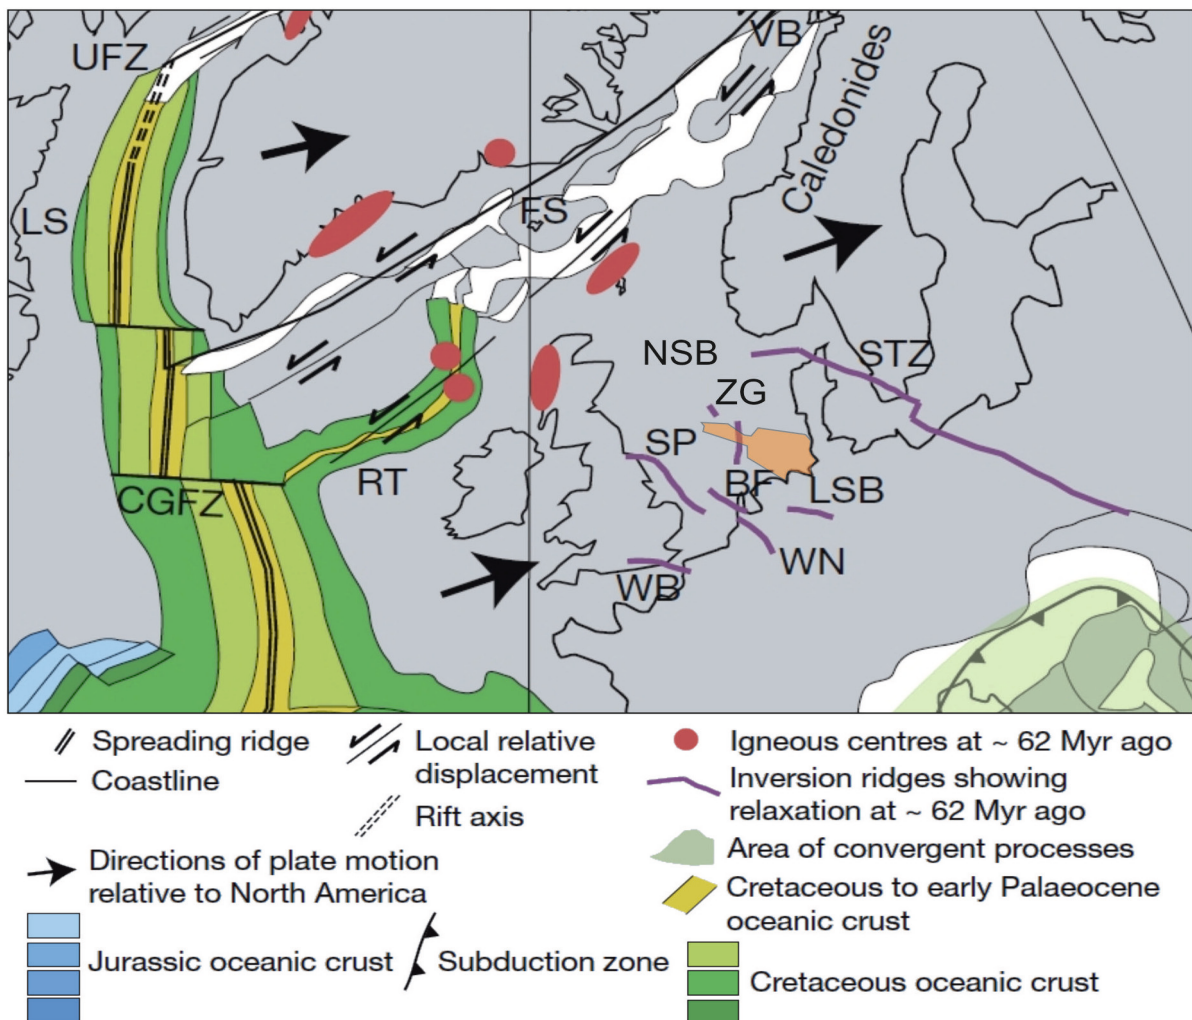 UFZ
VB
Caledonides
LS
FS
NSB
STZ
ZG
SP
RT
BF
LSB
CGFZ
WN
WB
Spreading ridge
Coastline
Local relative
displacement
Rift axis
Directions of plate motion
relative to North America
Jurassic oceanic crust
Subduction zone
Igneous centres at ~ 62 Myr ago
Inversion ridges showing
relaxation at ~ 62 Myr ago
Area of convergent processes
Cretaceous to early Palaeocene
oceanic crust
Cretaceous oceanic crust